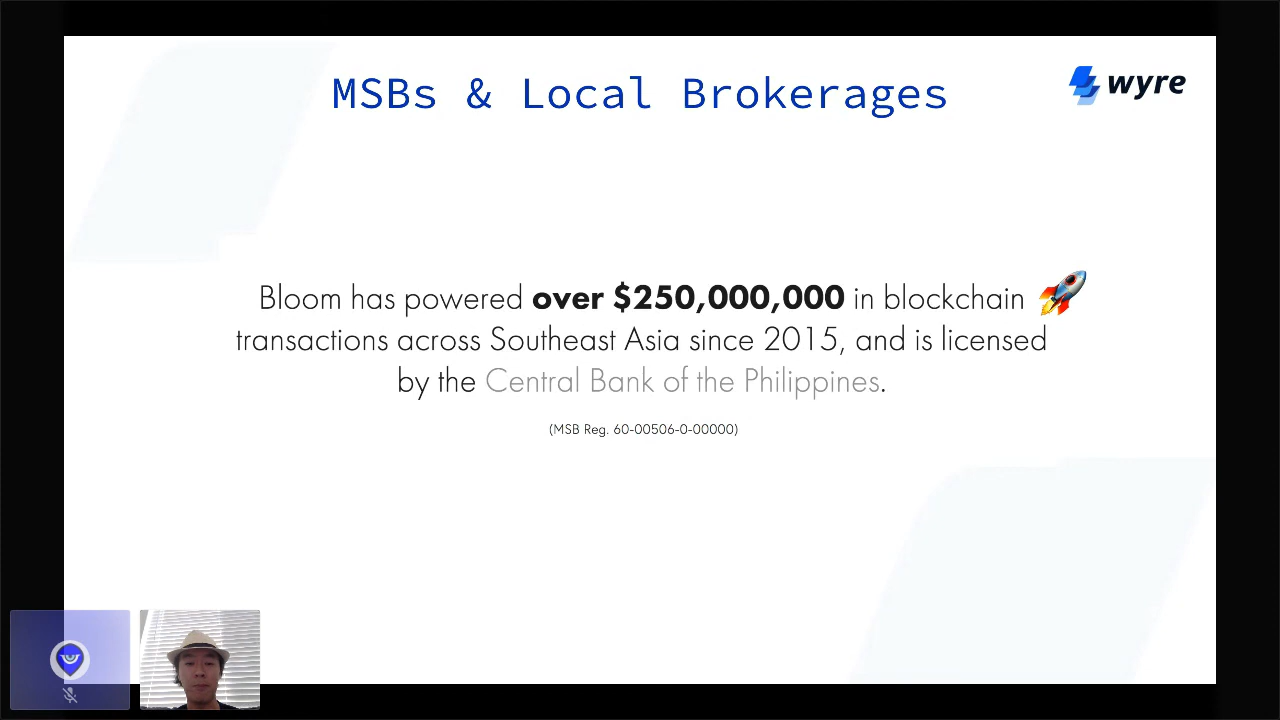 MSBs & Local Brokerages
wyre
Bloom has powered over $250,000,000 in blockchain 🚀
transactions across Southeast Asia since 2015, and is licensed
by the Central Bank of the Philippines.
(MSB Reg. 60-00506-0-00000)